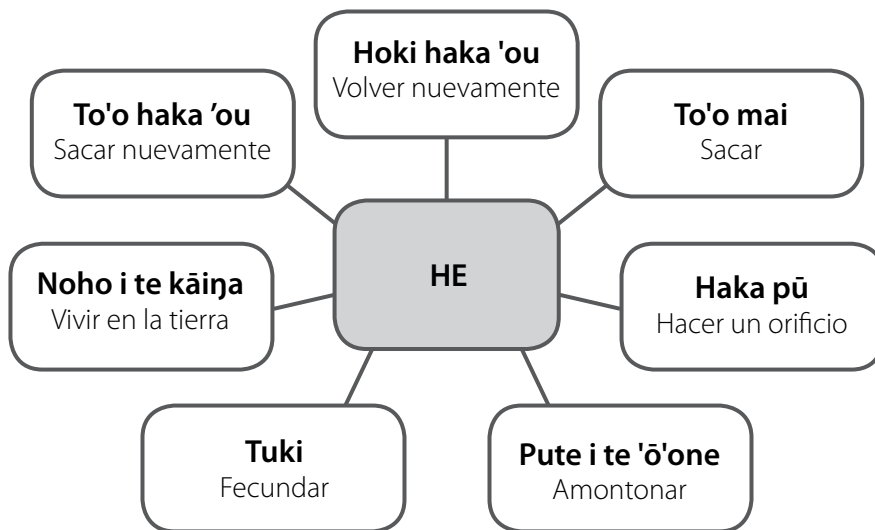 Hoki haka 'ou
Volver nuevamente
To'o haka ’ou
Sacar nuevamente
To'o mai
Sacar
HE
Noho i te kāiŋa
Vivir en la tierra
Haka pū
Hacer un orificio
Tuki
Fecundar
Pute i te 'ō'one
Amontonar